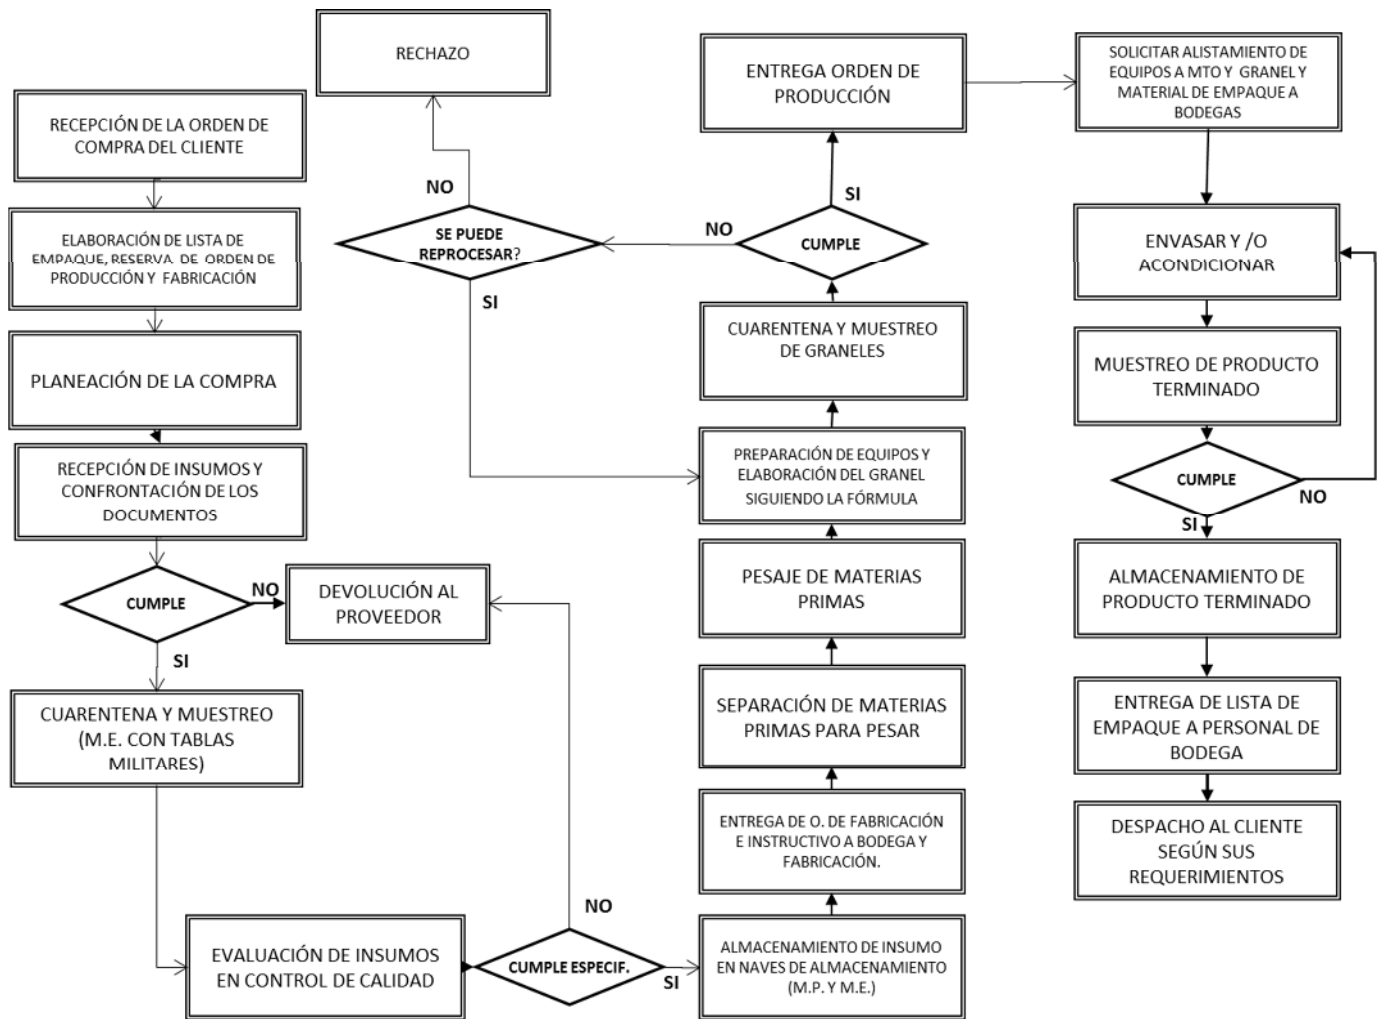 RECEPCIÓN DE LA ORDEN DE
COMPRA DEL CLIENTE
ELABORACIÓN DE LISTA DE
EMPAQUE, RESERVA DE ORDEN DE
PRODUCCIÓN Y FABRICACIÓN
PLANEACIÓN DE LA COMPRA
RECEPCIÓN DE INSUMOS Y
CONFRONTACIÓN DE LOS
DOCUMENTOS
CUMPLE
NO
DEVOLUCIÓN AL
PROVEEDOR
SI
CUARENTENA Y MUESTREO
(M.E. CON TABLAS
MILITARES)
EVALUACIÓN DE INSUMOS
EN CONTROL DE CALIDAD
CUMPLE ESPECIF.
NO
SI
ALMACENAMIENTO DE INSUMO
EN NAVES DE ALMACENAMIENTO
(M.P. Y M.E.)
ENTREGA DE O. DE FABRICACIÓN
E INSTRUCTIVO A BODEGA Y
FABRICACIÓN.
SEPARACIÓN DE MATERIAS
PRIMAS PARA PESAR
PESAJE DE MATERIAS
PRIMAS
PREPARACIÓN DE EQUIPOS Y
ELABORACIÓN DEL GRANEL
SIGUIENDO LA FÓRMULA
CUARENTENA Y MUESTREO
DE GRANELES
CUMPLE
NO
SE PUEDE
REPROCESAR?
NO
RECHAZO
SI
SI
ENTREGA ORDEN DE
PRODUCCIÓN
SOLICITAR ALISTAMIENTO DE
EQUIPOS A MTO Y GRANEL Y
MATERIAL DE EMPAQUE A
BODEGAS
ENVASAR Y /O
ACONDICIONAR
MUESTREO DE PRODUCTO
TERMINADO
CUMPLE
NO
SI
ALMACENAMIENTO DE
PRODUCTO TERMINADO
ENTREGA DE LISTA DE
EMPAQUE A PERSONAL DE
BODEGA
DESPACHO AL CLIENTE
SEGÚN SUS
REQUERIMIENTOS